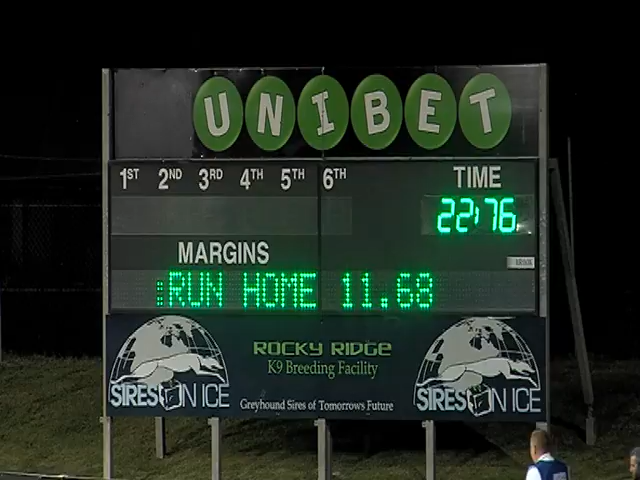 UNIBET
1ST 2ND 3RD 4TH 5TH 6TH TIME
22:76
MARGINS
:RUN HOME 11.68
SIRES ON ICE
ROCKY RIDGE
K9 Breeding Facility
Greyhound Sires of Tomorrows Future
SIRES ON ICE